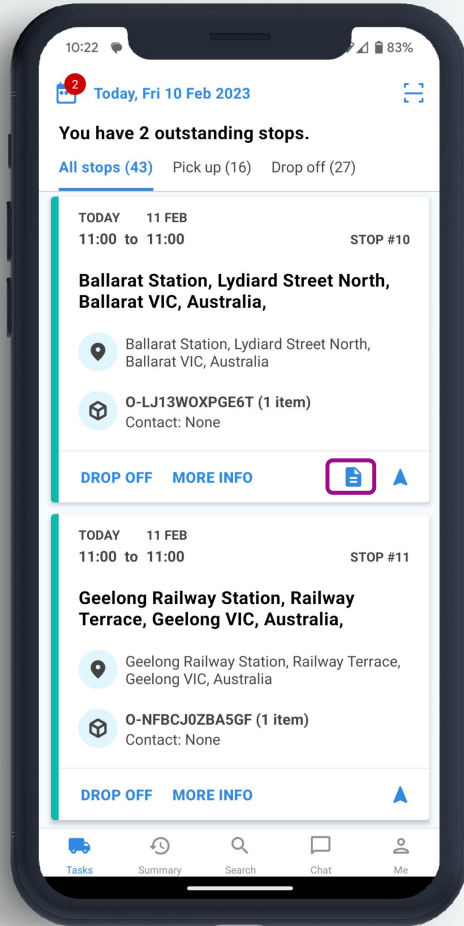 10:22 83%
2
Today, Fri 10 Feb 2023
You have 2 outstanding stops.
All stops (43) Pick up (16) Drop off (27)
TODAY 11 FEB
11:00 to 11:00 STOP #10
Ballarat Station, Lydiard Street North,
Ballarat VIC, Australia,
Ballarat Station, Lydiard Street North,
Ballarat VIC, Australia
O-LJ13WOXPGE6T (1 item)
Contact: None
DROP OFF MORE INFO
TODAY 11 FEB
11:00 to 11:00 STOP #11
Geelong Railway Station, Railway
Terrace, Geelong VIC, Australia,
Geelong Railway Station, Railway Terrace,
Geelong VIC, Australia
O-NFBCJ0ZBA5GF (1 item)
Contact: None
DROP OFF MORE INFO
Tasks Summary Search Chat Me